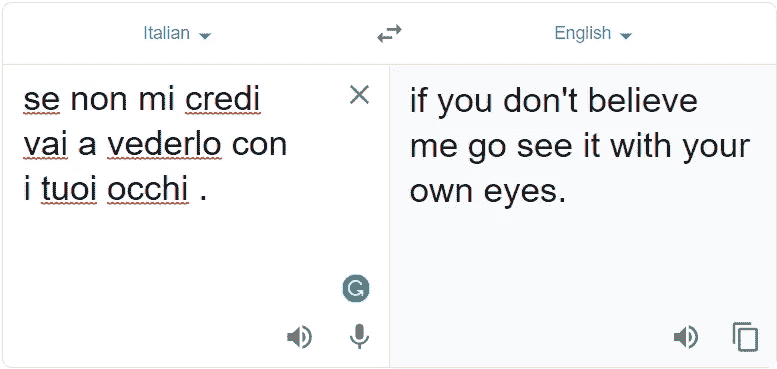 Italian
English
se non mi credi
vai a vederlo con
i tuoi occhi .
if you don't believe
me go see it with your
own eyes.